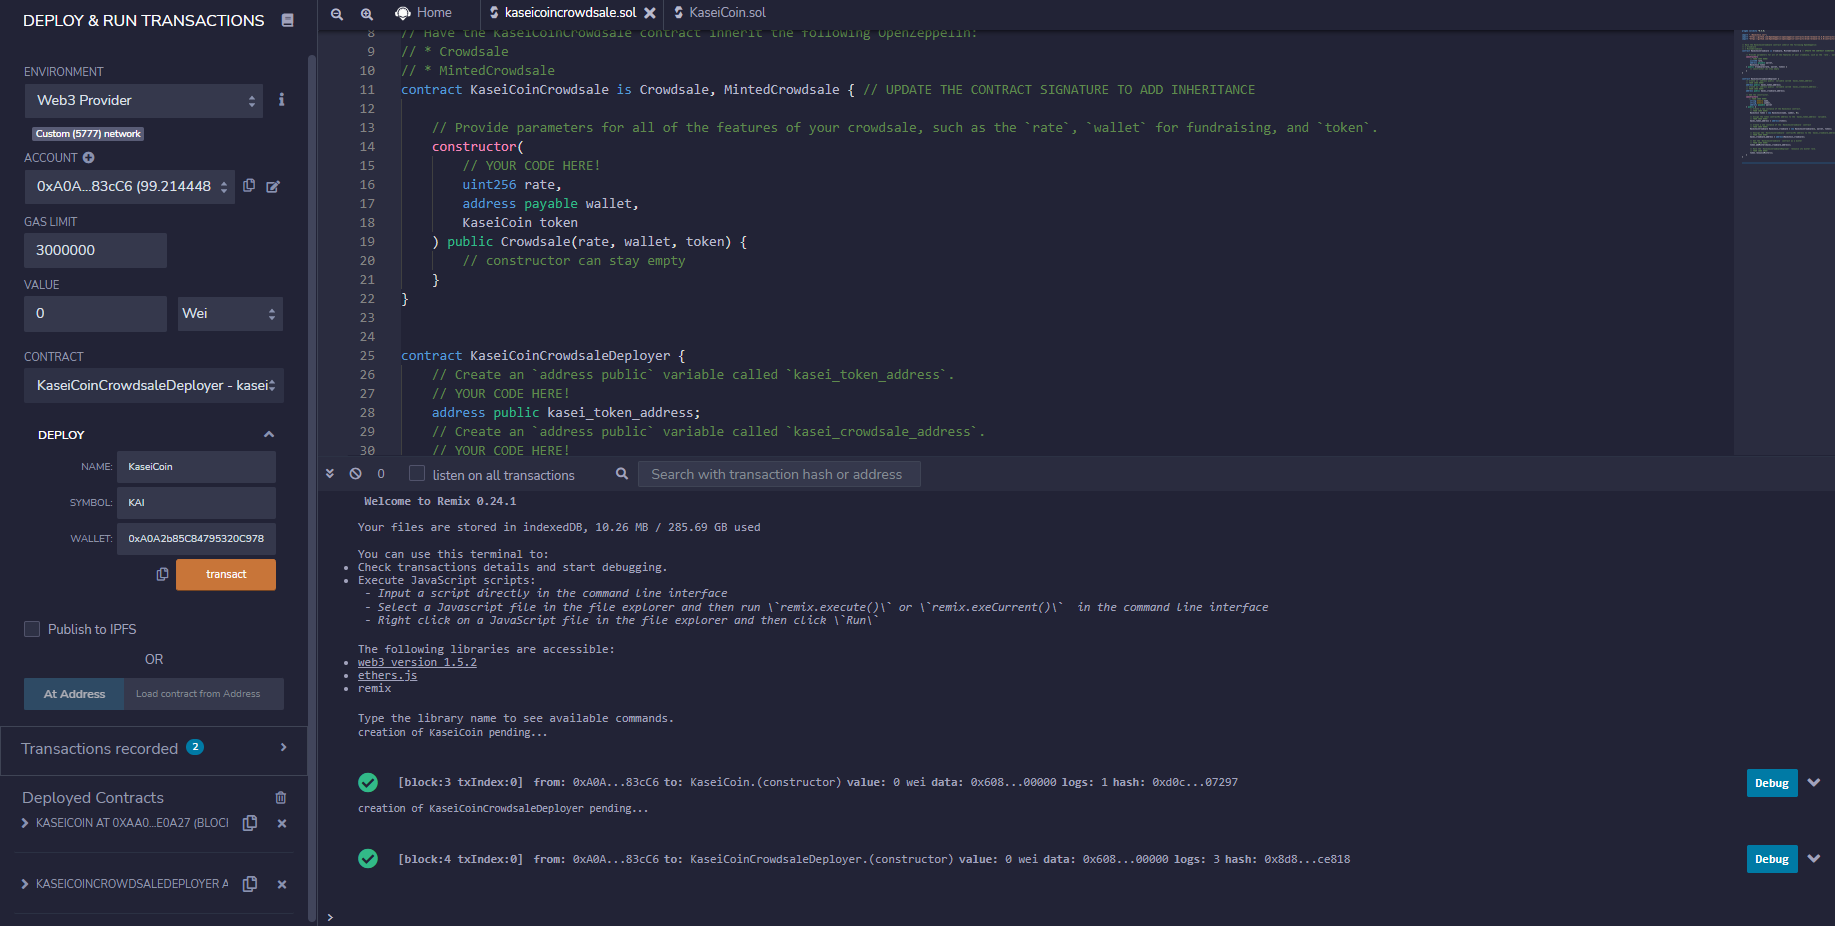 DEPLOY & RUN TRANSACTIONS
ENVIRONMENT
Web3 Provider
Custom (5777) network
ACCOUNT
0xA0A...83cC6 (99.214448
GAS LIMIT
3000000
VALUE
0
Wei
CONTRACT
KaseiCoinCrowdsaleDeployer - kasei
DEPLOY
NAME: KaseiCoin
SYMBOL: KAI
WALLET: 0xA0A2b85C84795320C978
transact
Publish to IPFS
OR
At Address
Load contract from Address
Transactions recorded 2
Deployed Contracts
KASEICOIN AT 0XAA0...E0A27 (BLOCI
KASEICOINCROWDSALEDEPLOYER A
Home
kaseicoincrowdsale.sol
KaseiCoin.sol
8 // Have the KaseiCoinCrowdsale contract inherit the following OpenZeppelin:
9 // * Crowdsale
10 // * MintedCrowdsale
11 contract KaseiCoinCrowdsale is Crowdsale, MintedCrowdsale { // UPDATE THE CONTRACT SIGNATURE TO ADD INHERITANCE
12
13 // Provide parameters for all of the features of your crowdsale, such as the `rate`, `wallet` for fundraising, and `token`.
14 constructor(
15 // YOUR CODE HERE!
16 uint256 rate,
17 address payable wallet,
18 KaseiCoin token
19 ) public Crowdsale(rate, wallet, token) {
20 // constructor can stay empty
21 }
22 }
23
24
25 contract KaseiCoinCrowdsaleDeployer {
26 // Create an `address public` variable called `kasei_token_address`.
27 // YOUR CODE HERE!
28 address public kasei_token_address;
29 // Create an `address public` variable called `kasei_crowdsale_address`.
30 // YOUR CODE HERE!
0
listen on all transactions
Search with transaction hash or address
Welcome to Remix 0.24.1
Your files are stored in indexedDB, 10.26 MB / 285.69 GB used
You can use this terminal to:
• Check transactions details and start debugging.
• Execute JavaScript scripts:
- Input a script directly in the command line interface
- Select a Javascript file in the file explorer and then run \`remix.execute()\` or \`remix.exeCurrent()\` in the command line interface
- Right click on a JavaScript file in the file explorer and then click \`Run\`
The following libraries are accessible:
• web3 version 1.5.2
• ethers.js
• remix
Type the library name to see available commands.
creation of KaseiCoin pending...
[block:3 txIndex:0] from: 0xA0A...83cC6 to: KaseiCoin.(constructor) value: 0 wei data: 0x608...00000 logs: 1 hash: 0xd0c...07297
Debug
creation of KaseiCoinCrowdsaleDeployer pending...
[block:4 txIndex:0] from: 0xA0A...83cC6 to: KaseiCoinCrowdsaleDeployer.(constructor) value: 0 wei data: 0x608...00000 logs: 3 hash: 0x8d8...ce818
Debug
>